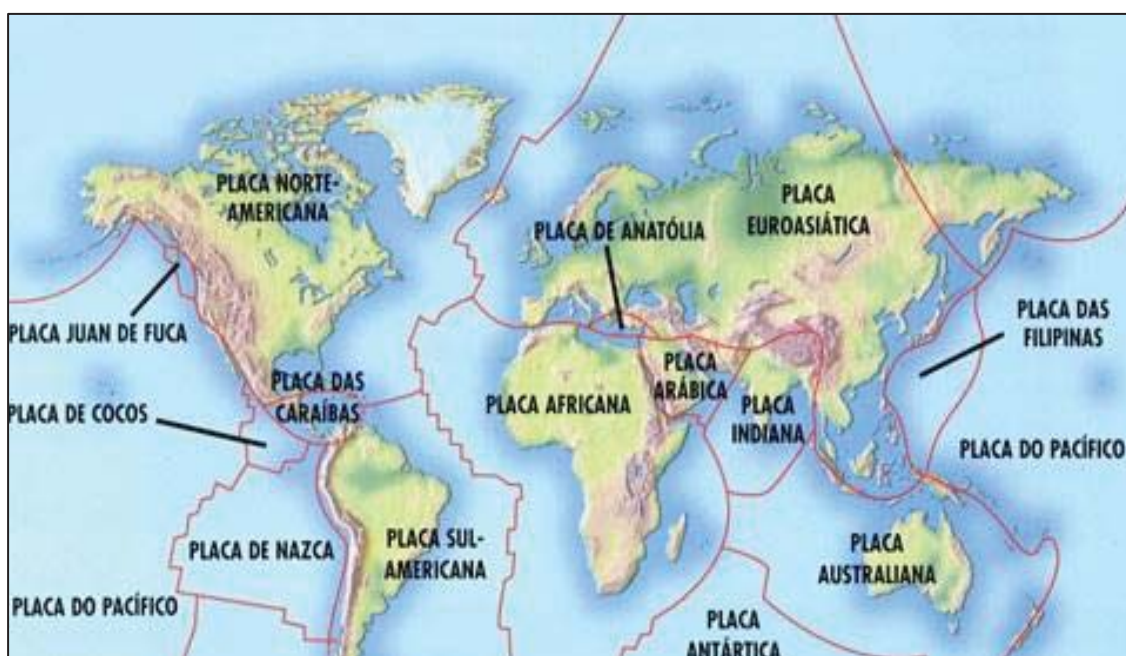 PLACA NORTE-
AMERICANA
PLACA
EUROASIÁTICA
PLACA DE ANATÓLIA
PLACA JUAN DE FUCA
PLACA DAS
FILIPINAS
PLACA DAS
CARAÍBAS
PLACA DE COCOS
PLACA AFRICANA
PLACA
ARÁBICA
PLACA
INDIANA
PLACA DO PACÍFICO
PLACA DE NAZCA
PLACA SUL-
AMERICANA
PLACA
AUSTRALIANA
PLACA DO PACÍFICO
PLACA
ANTÁRTICA